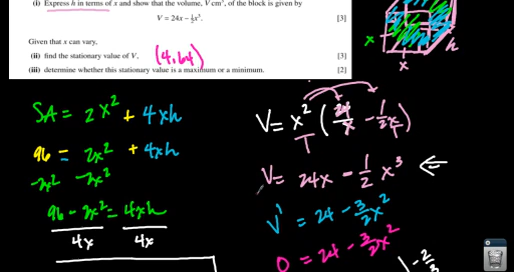 (i) Express h in terms of x and show that the volume, V cm³, of the block is given by
V = 24x − ½x³. [3]
Given that x can vary,
(ii) find the stationary value of V, [3]
(4,64)
(iii) determine whether this stationary value is a maximum or a minimum. [2]
x
x
h
SA = 2x² + 4xh
96 = 2x² + 4xh
-2x² -2x²
96 - 2x² = 4xh
4x 4x
V = x² (24/x - 1/2 x)
V = 24x - 1/2 x³ ←
V' = 24 - 3/2 x²
0 = 24 - 3/2 x²